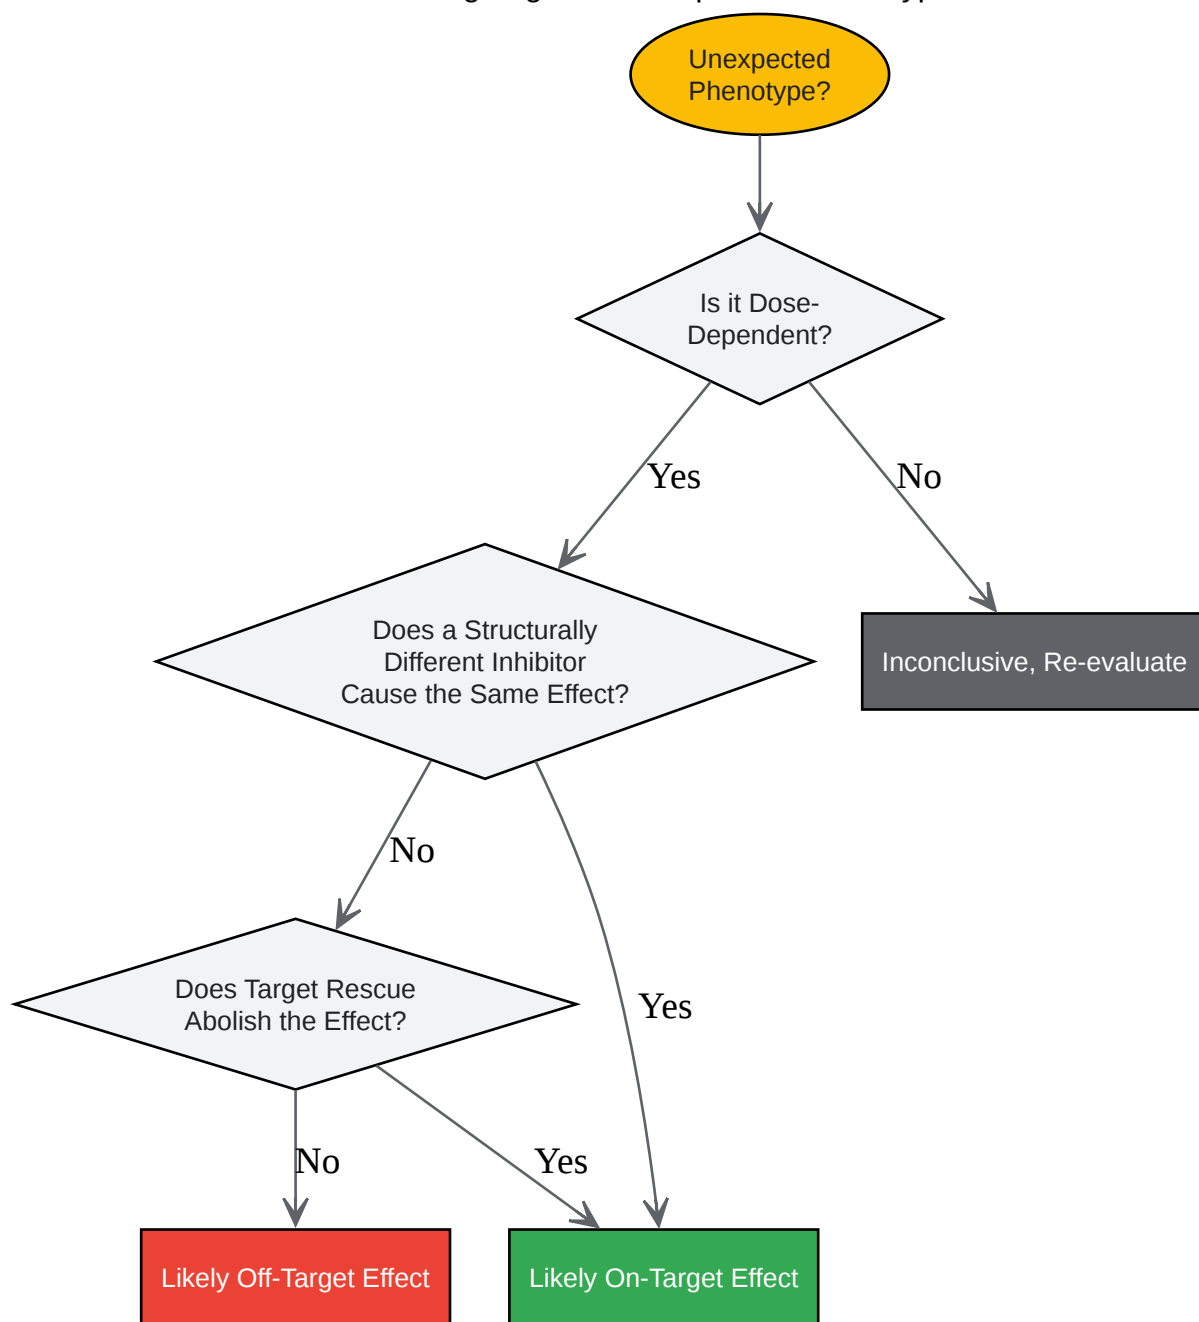 Unexpected
Phenotype?
Is it Dose-
Dependent?
Yes
No
Does a Structurally
Different Inhibitor
Cause the Same Effect?
Inconclusive, Re-evaluate
No
Does Target Rescue
Abolish the Effect?
Yes
No
Yes
Likely Off-Target Effect
Likely On-Target Effect